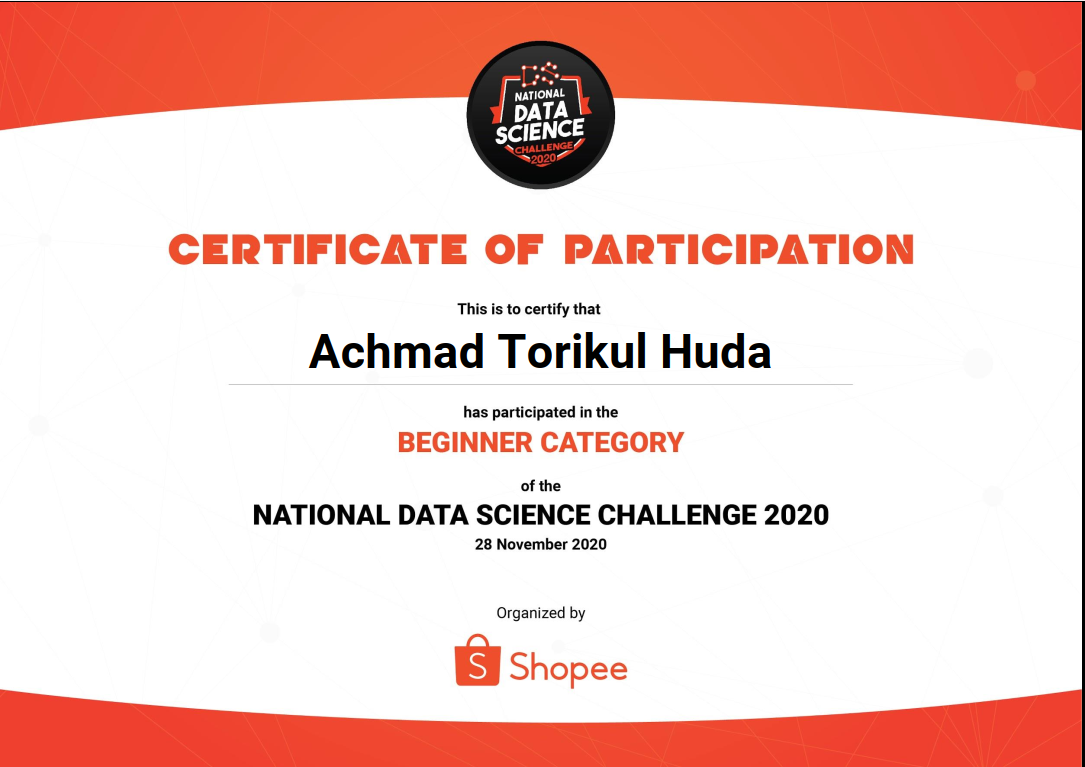 NATIONAL
DATA
SCIENCE
CHALLENGE
2020
CERTIFICATE OF PARTICIPATION
This is to certify that
Achmad Torikul Huda
has participated in the
BEGINNER CATEGORY
of the
NATIONAL DATA SCIENCE CHALLENGE 2020
28 November 2020
Organized by
S Shopee